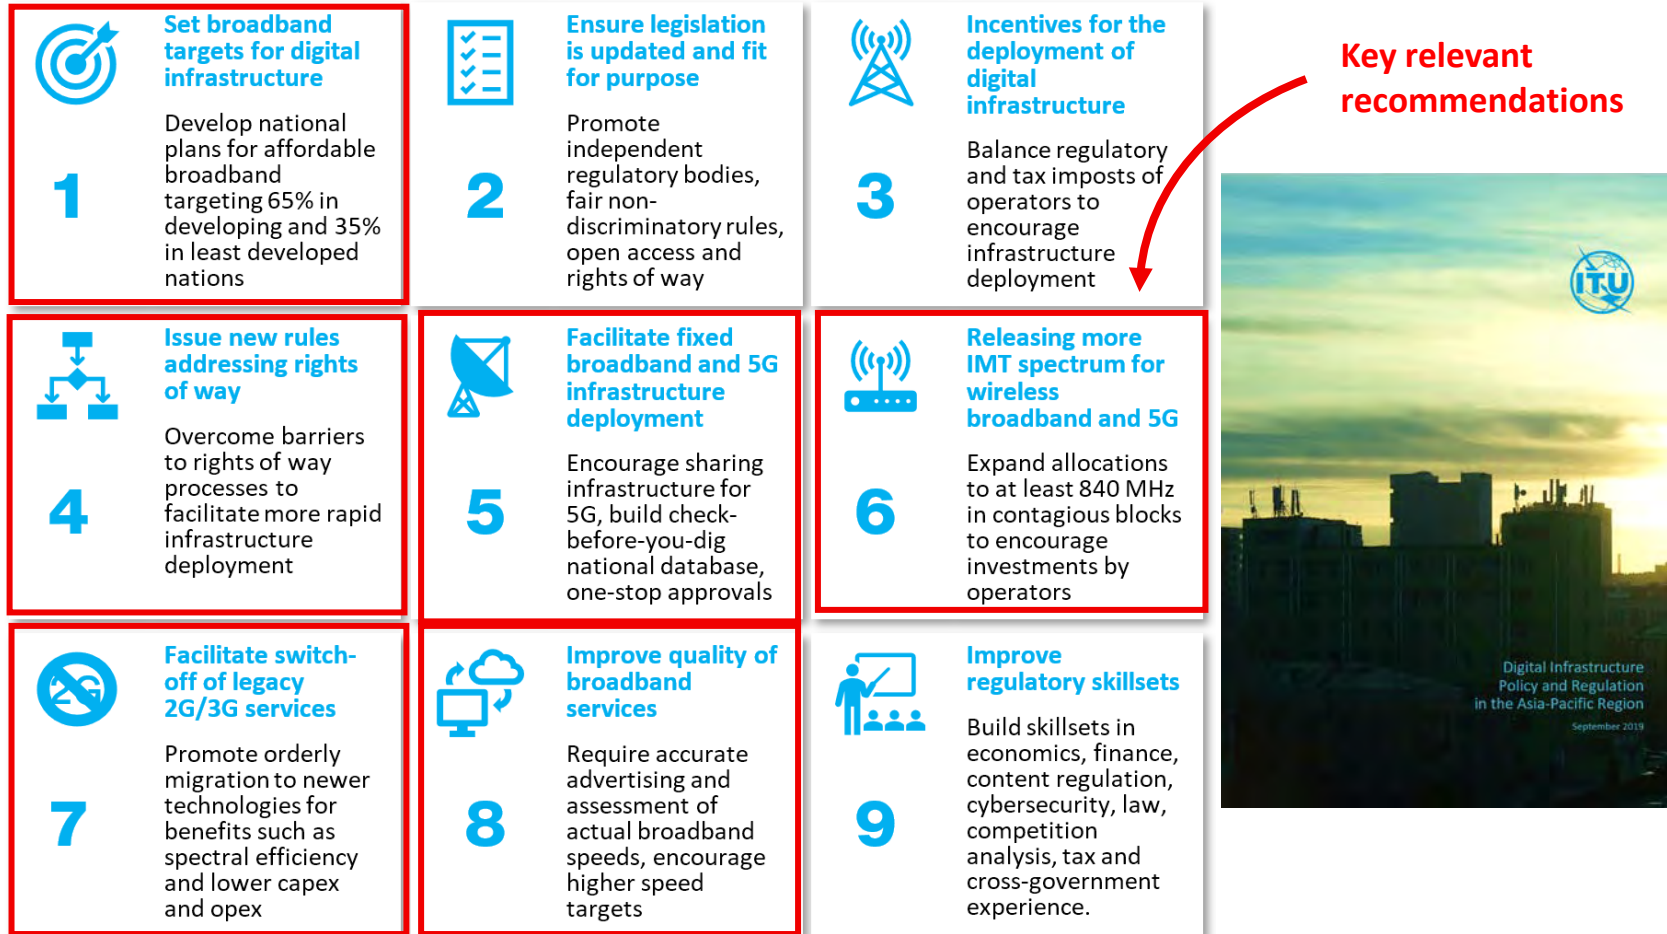 Set broadband
targets for digital
infrastructure
Develop national
plans for affordable
broadband
targeting 65% in
developing and 35%
in least developed
nations
1
Ensure legislation
is updated and fit
for purpose
Promote
independent
regulatory bodies,
fair non-
discriminatory rules,
open access and
rights of way
2
Incentives for the
deployment of
digital
infrastructure
Balance regulatory
and tax imposts of
operators to
encourage
infrastructure
deployment
3
Key relevant
recommendations
Issue new rules
addressing rights
of way
Overcome barriers
to rights of way
processes to
facilitate more rapid
infrastructure
deployment
4
Facilitate fixed
broadband and 5G
infrastructure
deployment
Encourage sharing
infrastructure for
5G, build check-
before-you-dig
national database,
one-stop approvals
5
Releasing more
IMT spectrum for
wireless
broadband and 5G
Expand allocations
to at least 840 MHz
in contagious blocks
to encourage
investments by
operators
6
2G
Facilitate switch-
off of legacy
2G/3G services
Promote orderly
migration to newer
technologies for
benefits such as
spectral efficiency
and lower capex
and opex
7
Improve quality of
broadband
services
Require accurate
advertising and
assessment of
actual broadband
speeds, encourage
higher speed
targets
8
Improve
regulatory skillsets
Build skillsets in
economics, finance,
content regulation,
cybersecurity, law,
competition
analysis, tax and
cross-government
experience.
9
ITU
Digital Infrastructure
Policy and Regulation
in the Asia-Pacific Region
September 2019